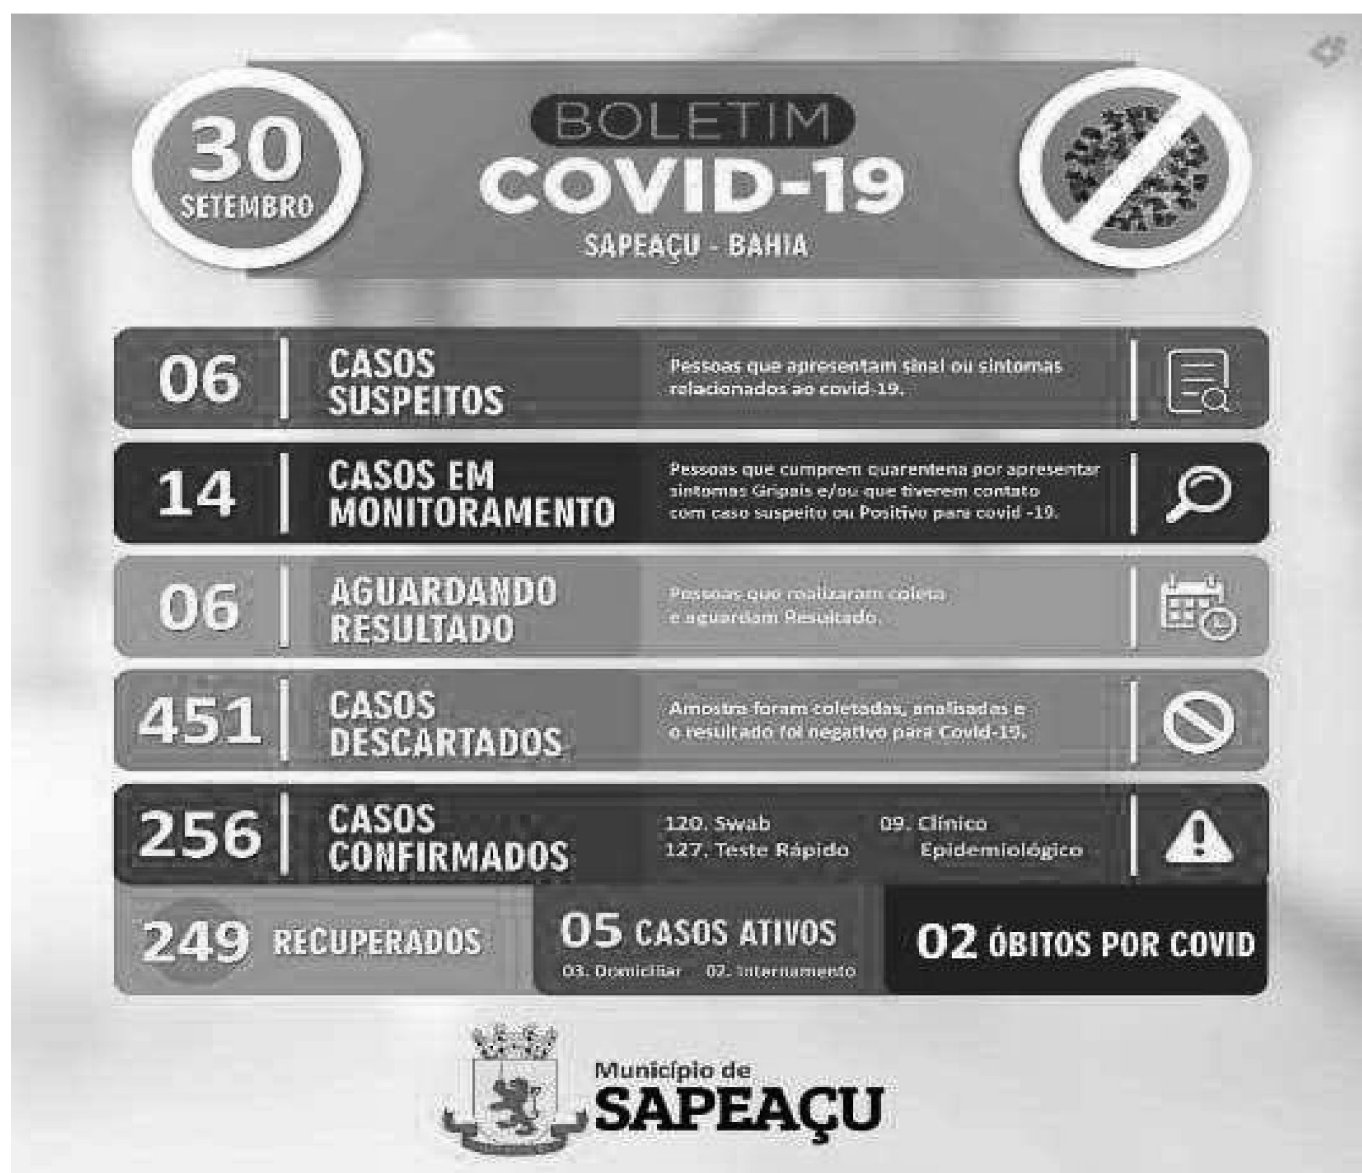 30
SETEMBRO
BOLETIM
COVID-19
SAPEAÇU - BAHIA
06
CASOS
SUSPEITOS
Pessoas que apresentam sinal ou sintomas
relacionados ao covid-19.
14
CASOS EM
MONITORAMENTO
Pessoas que cumprem quarentena por apresentar
sintomas Gripais e/ou que tiverem contato
com caso suspeito ou Positivo para covid -19.
06
AGUARDANDO
RESULTADO
Pessoas que realizaram coleta
e aguardam Resultado.
451
CASOS
DESCARTADOS
Amostra foram coletadas, analisadas e
o resultado foi negativo para Covid-19.
256
CASOS
CONFIRMADOS
120. Swab
127. Teste Rápido
09. Clínico
Epidemiológico
249 RECUPERADOS
05 CASOS ATIVOS
03. Domiciliar 02. Internamento
02 ÓBITOS POR COVID
Município de
SAPEAÇU